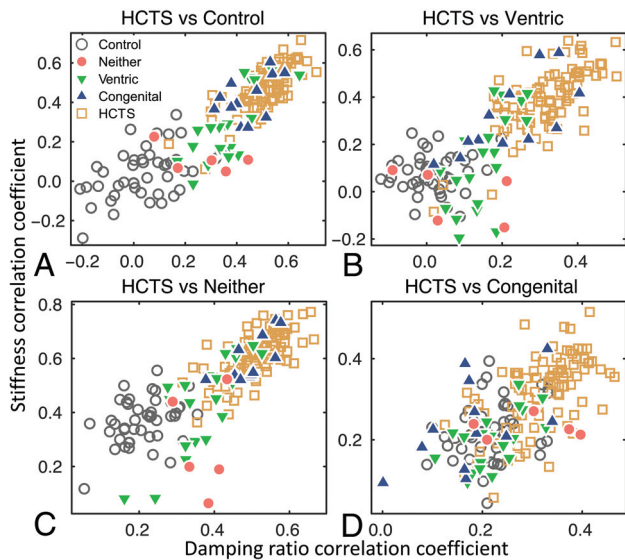 HCTS vs Control
HCTS vs Ventric
0.6
0.4
0.2
0.0
−0.2
Control
Neither
Ventric
Congenital
HCTS
A
−0.2 0.0 0.2 0.4 0.6
0.6
0.4
0.2
0.0
−0.2
B
0.0 0.2 0.4
Stiffness correlation coefficient
HCTS vs Neither
HCTS vs Congenital
0.8
0.6
0.4
0.2
C
0.2 0.4 0.6
0.4
0.2
D
0.0 0.2 0.4
Damping ratio correlation coefficient